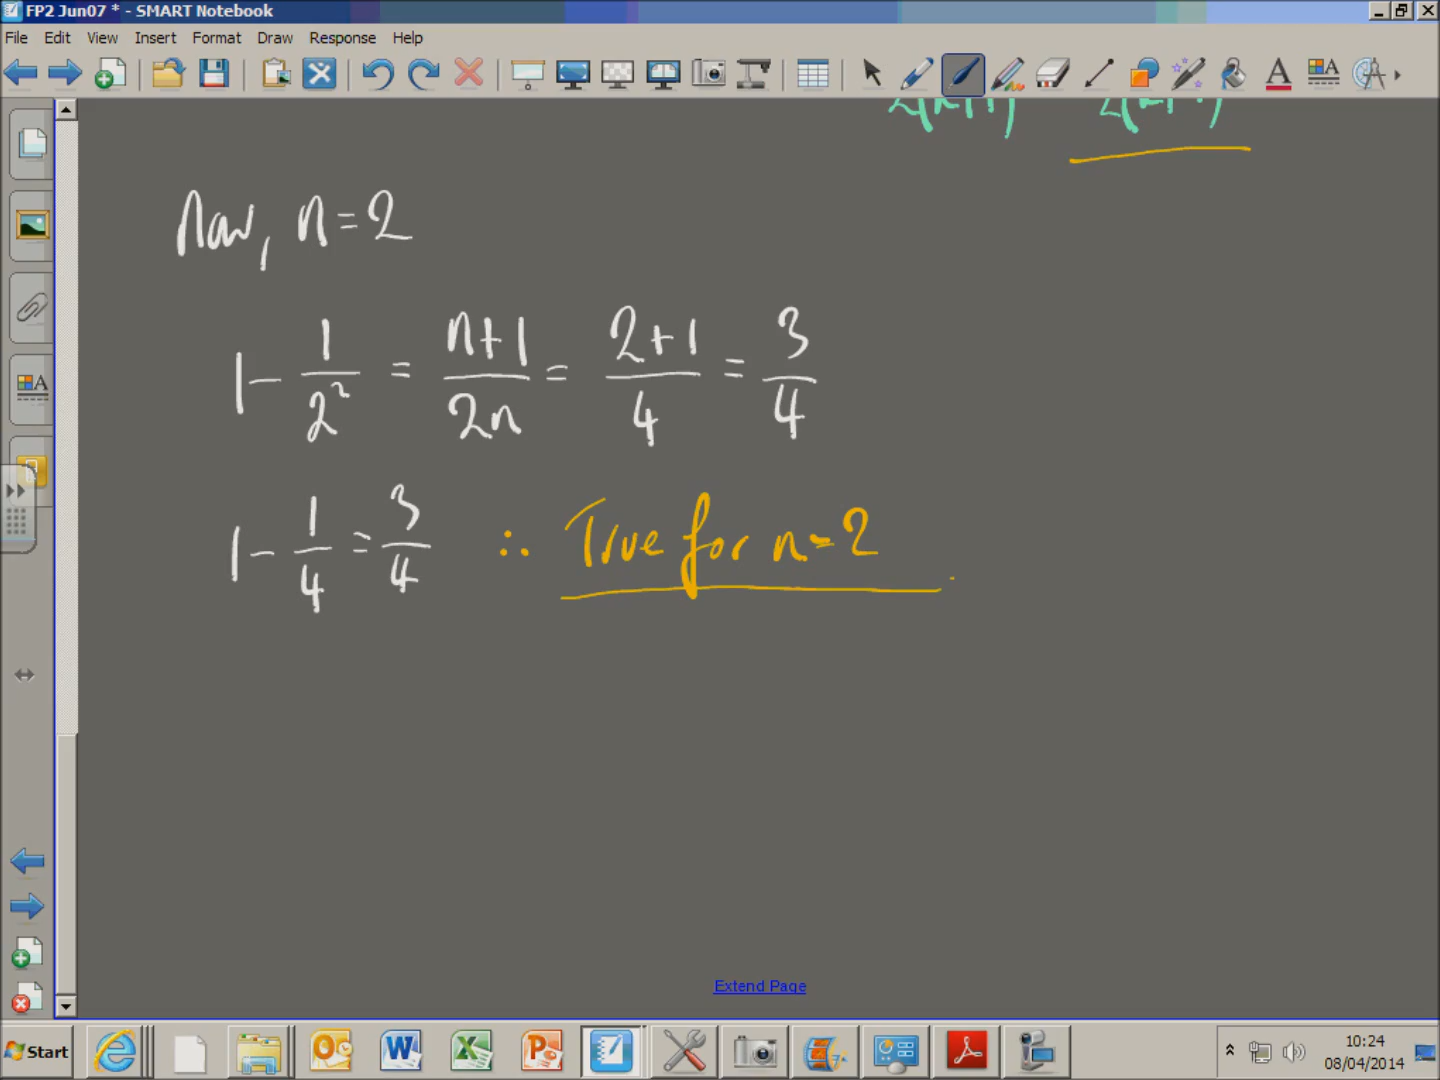 FP2 Jun07 * - SMART Notebook
File Edit View Insert Format Draw Response Help
Now, n=2
1 - 1/2² = n+1/2n = 2+1/4 = 3/4
1 - 1/4 = 3/4 ∴ True for n=2
Extend Page
Start
10:24
08/04/2014